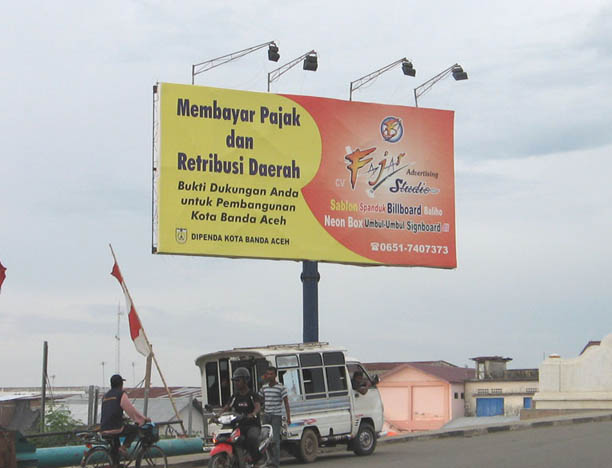 Membayar Pajak
dan
Retribusi Daerah
Bukti Dukungan Anda
untuk Pembangunan
Kota Banda Aceh
DIPENDA KOTA BANDA ACEH
CV Fajar Advertising
Studio
Sablon Spanduk Billboard Baliho
Neon Box Umbul-Umbul Signboard
0651-7407373